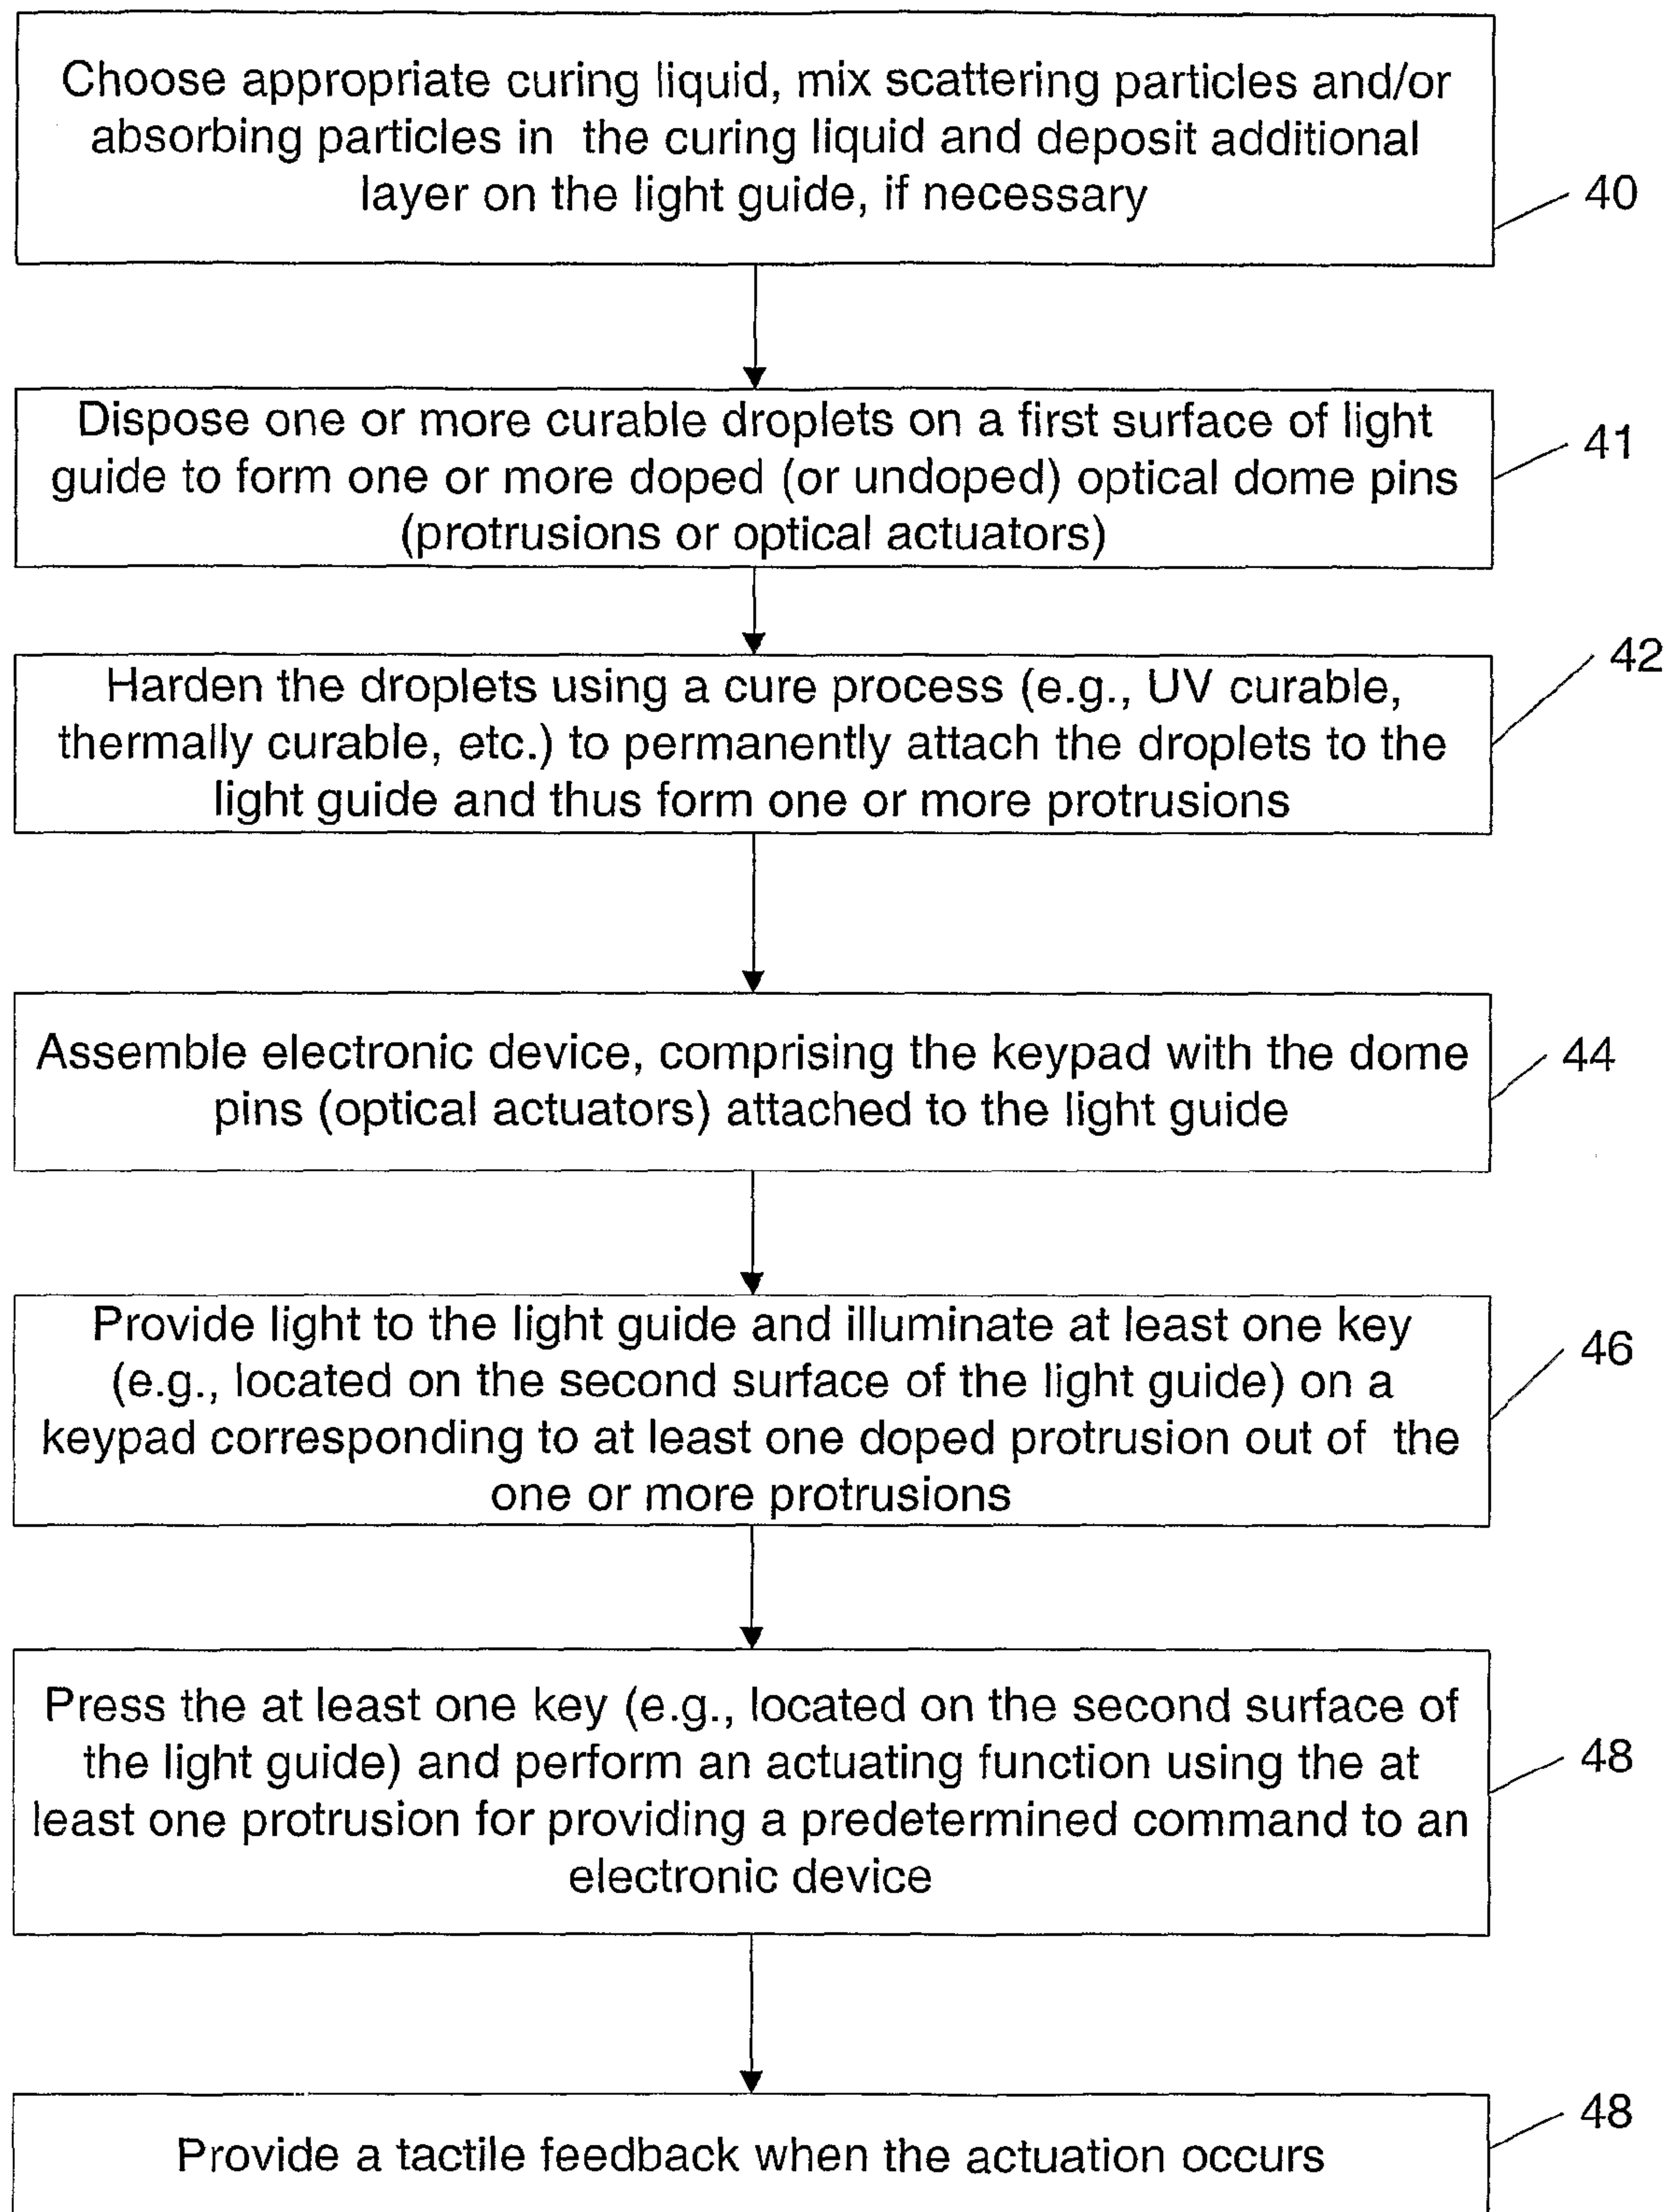 Choose appropriate curing liquid, mix scattering particles and/or
absorbing particles in the curing liquid and deposit additional
layer on the light guide, if necessary
40
Dispose one or more curable droplets on a first surface of light
guide to form one or more doped (or undoped) optical dome pins
(protrusions or optical actuators)
41
Harden the droplets using a cure process (e.g., UV curable,
thermally curable, etc.) to permanently attach the droplets to the
light guide and thus form one or more protrusions
42
Assemble electronic device, comprising the keypad with the dome
pins (optical actuators) attached to the light guide
44
Provide light to the light guide and illuminate at least one key
(e.g., located on the second surface of the light guide) on a
keypad corresponding to at least one doped protrusion out of the
one or more protrusions
46
Press the at least one key (e.g., located on the second surface of
the light guide) and perform an actuating function using the at
least one protrusion for providing a predetermined command to an
electronic device
48
Provide a tactile feedback when the actuation occurs
48